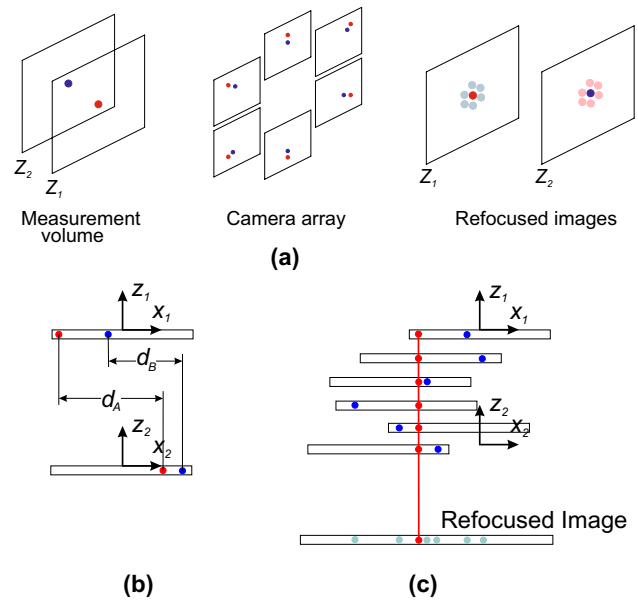 Z2
Z1
Z1
Z2
Measurement
volume
Camera array
Refocused images
(a)
z1
x1
dB
dA
z2
x2
(b)
z1
x1
z2
x2
Refocused Image
(c)